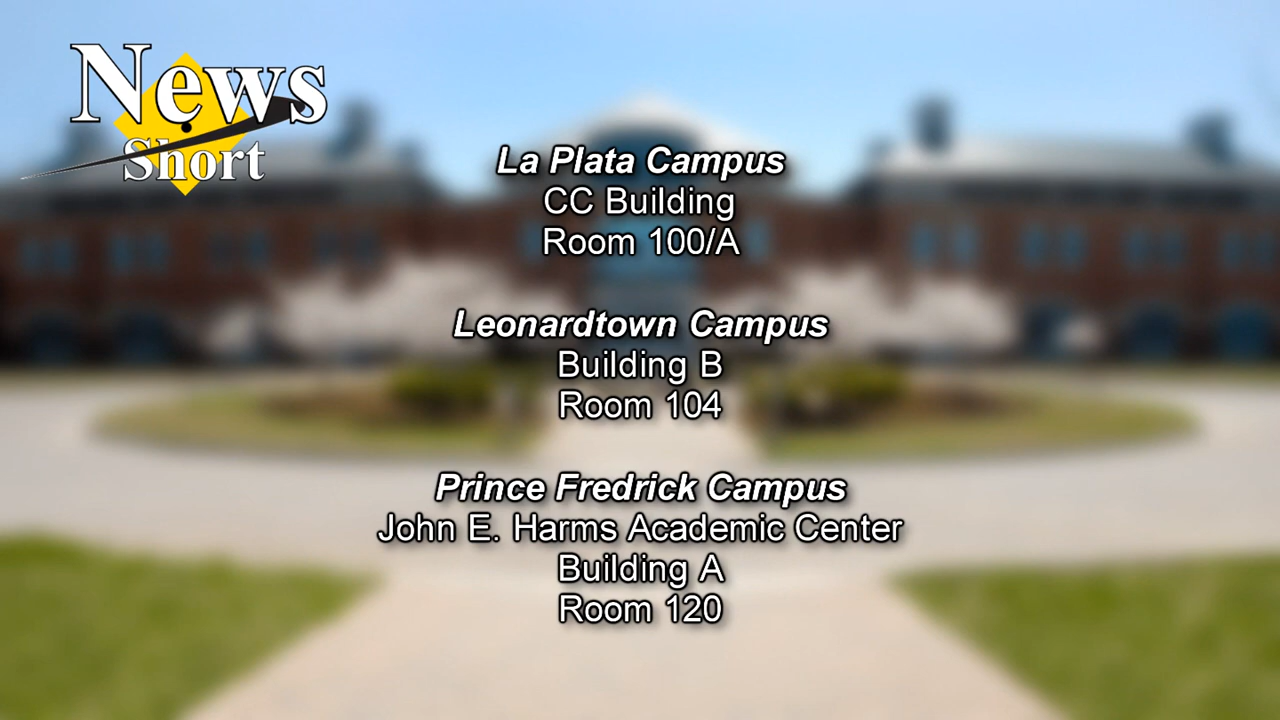 News
Short
La Plata Campus
CC Building
Room 100/A
Leonardtown Campus
Building B
Room 104
Prince Fredrick Campus
John E. Harms Academic Center
Building A
Room 120